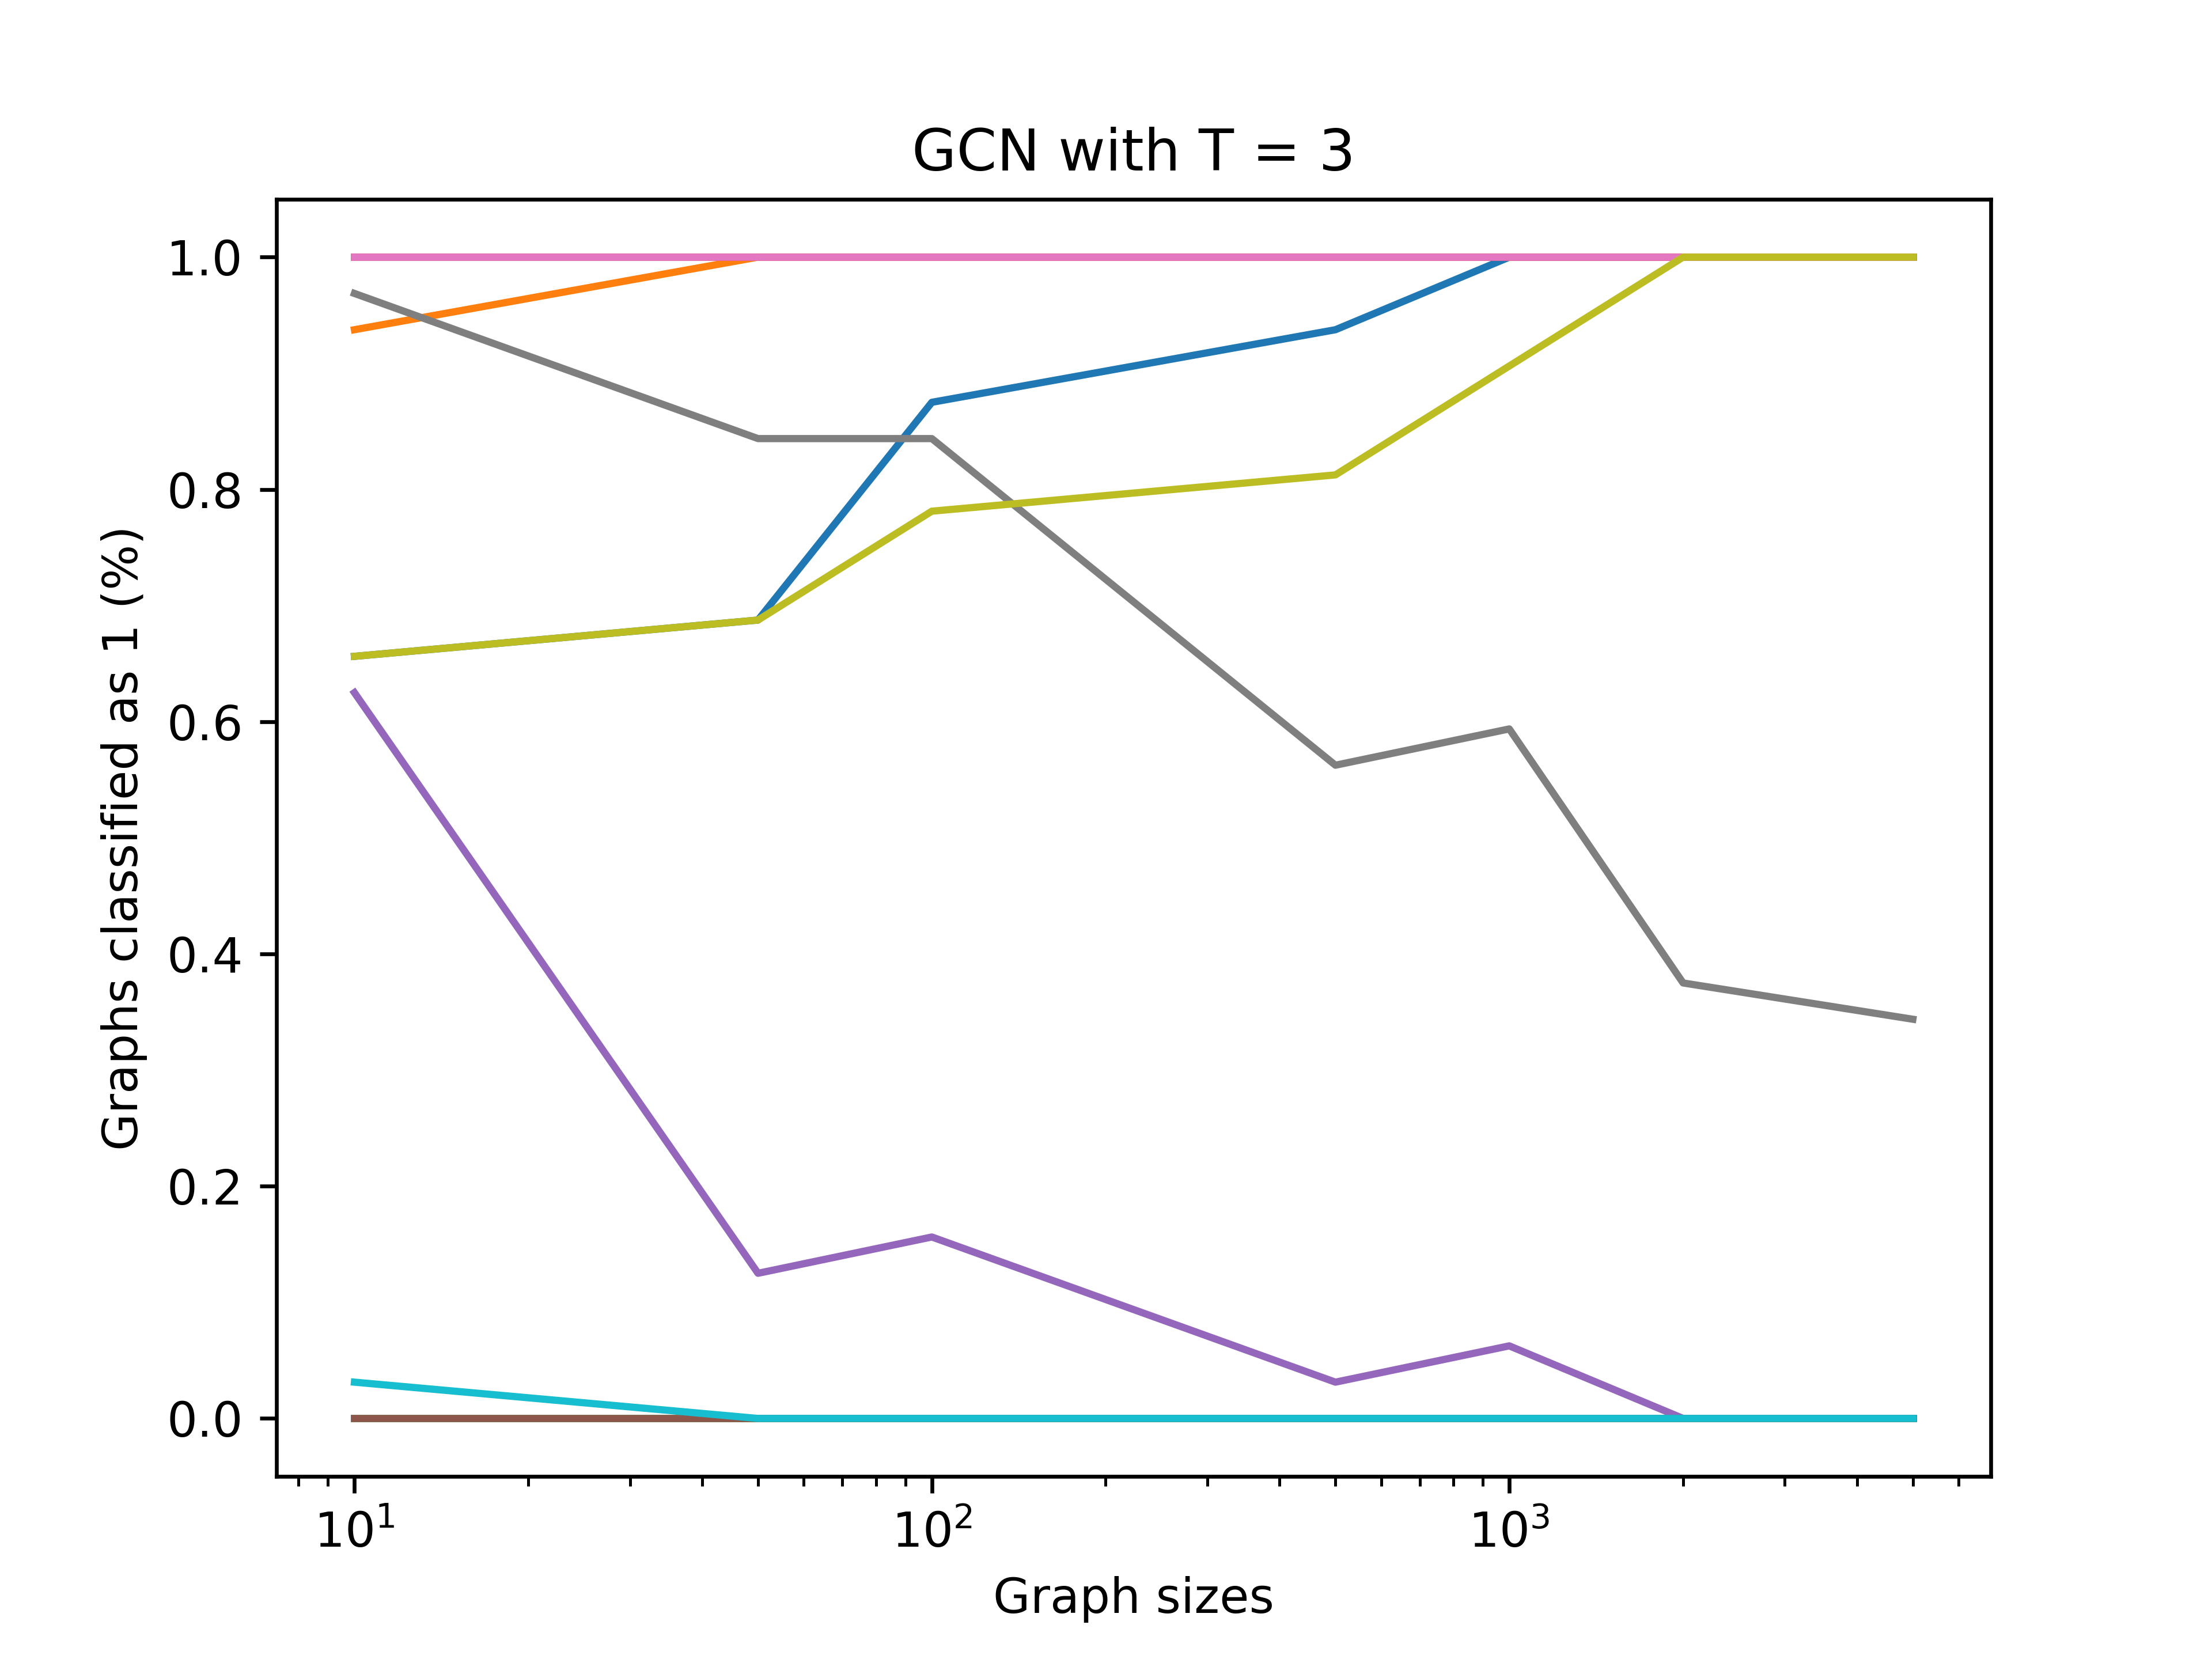 GCN with T = 3
Graphs classified as 1 (%)
1.0
0.8
0.6
0.4
0.2
0.0
10¹ 10² 10³
Graph sizes